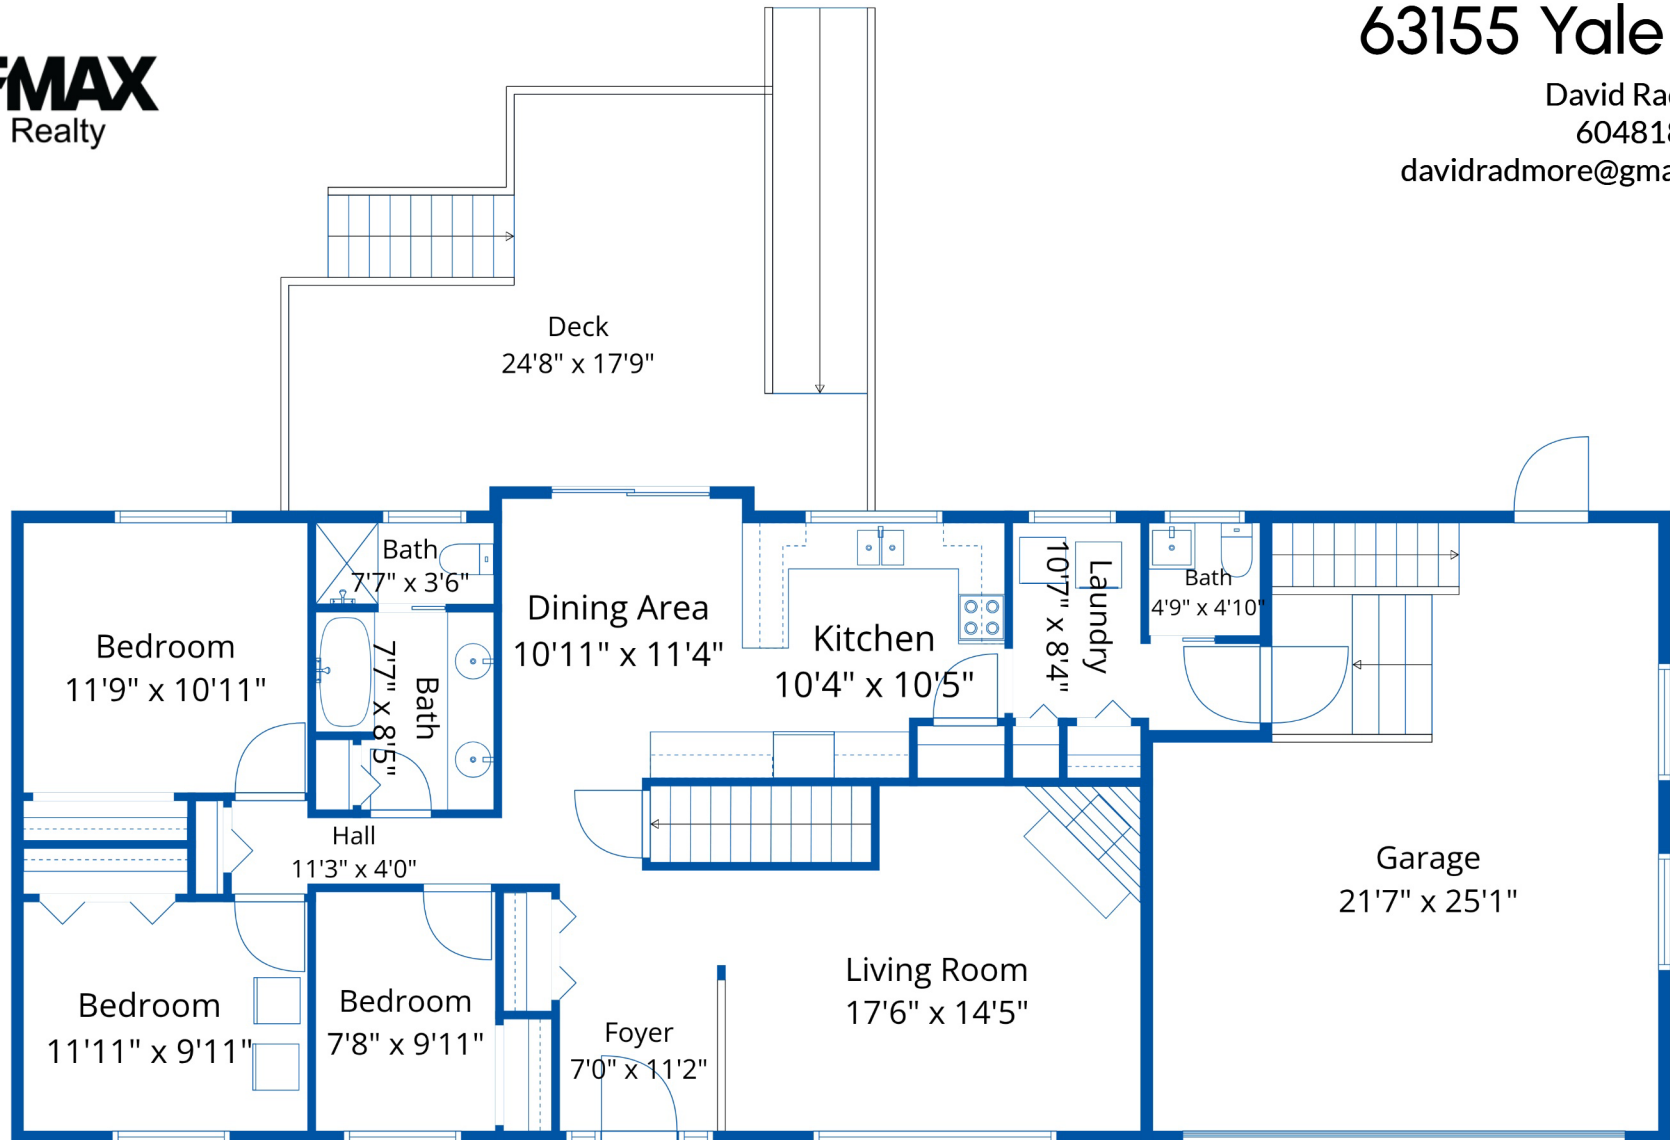 MAX
Realty
63155 Yale
David Rad
604818
davidradmore@gma
Deck
24'8" x 17'9"
Bath
7'7" x 3'6"
Bedroom
11'9" x 10'11"
Bath
7'7" x 8'5"
Dining Area
10'11" x 11'4"
Kitchen
10'4" x 10'5"
Laundry
10'7" x 8'4"
Bath
4'9" x 4'10"
Hall
11'3" x 4'0"
Garage
21'7" x 25'1"
Bedroom
11'11" x 9'11"
Bedroom
7'8" x 9'11"
Foyer
7'0" x 11'2"
Living Room
17'6" x 14'5"